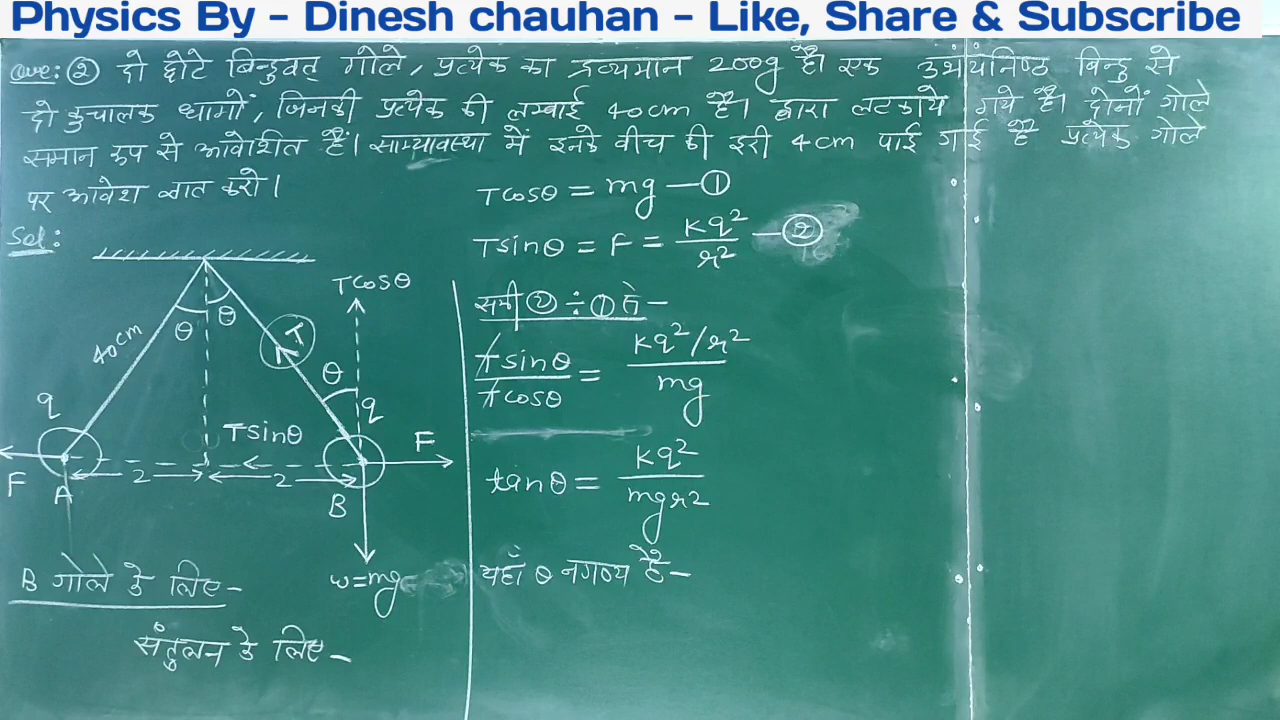 Physics By - Dinesh chauhan - Like, Share & Subscribe
Que: ② दो छोटे बिन्दुवत् गोले, प्रत्येक का द्रव्यमान 200g है। एक उभयनिष्ठ बिन्दु से
दो कुचालक धागों, जिनकी प्रत्येक की लम्बाई 40cm है। द्वारा लटकाये गये है। दोनों गोले
समान रूप से आवेशित हैं। साम्यावस्था में इनके बीच की दूरी 4cm पाई गई है प्रत्येक गोले
पर आवेश ज्ञात करो।
Sol:
40cm
θ
θ
T
Tcosθ
θ
q
q
Tsinθ
F
F
2
2
A
B
w=mg
B गोले के लिए-
संतुलन के लिए-
Tcosθ = mg —①
Tsinθ = F = Kq²/r² —②
समी ② ÷ ① से-
Tsinθ/Tcosθ = Kq²/r²/mg
tanθ = Kq²/mgr²
यहाँ θ नगण्य है-